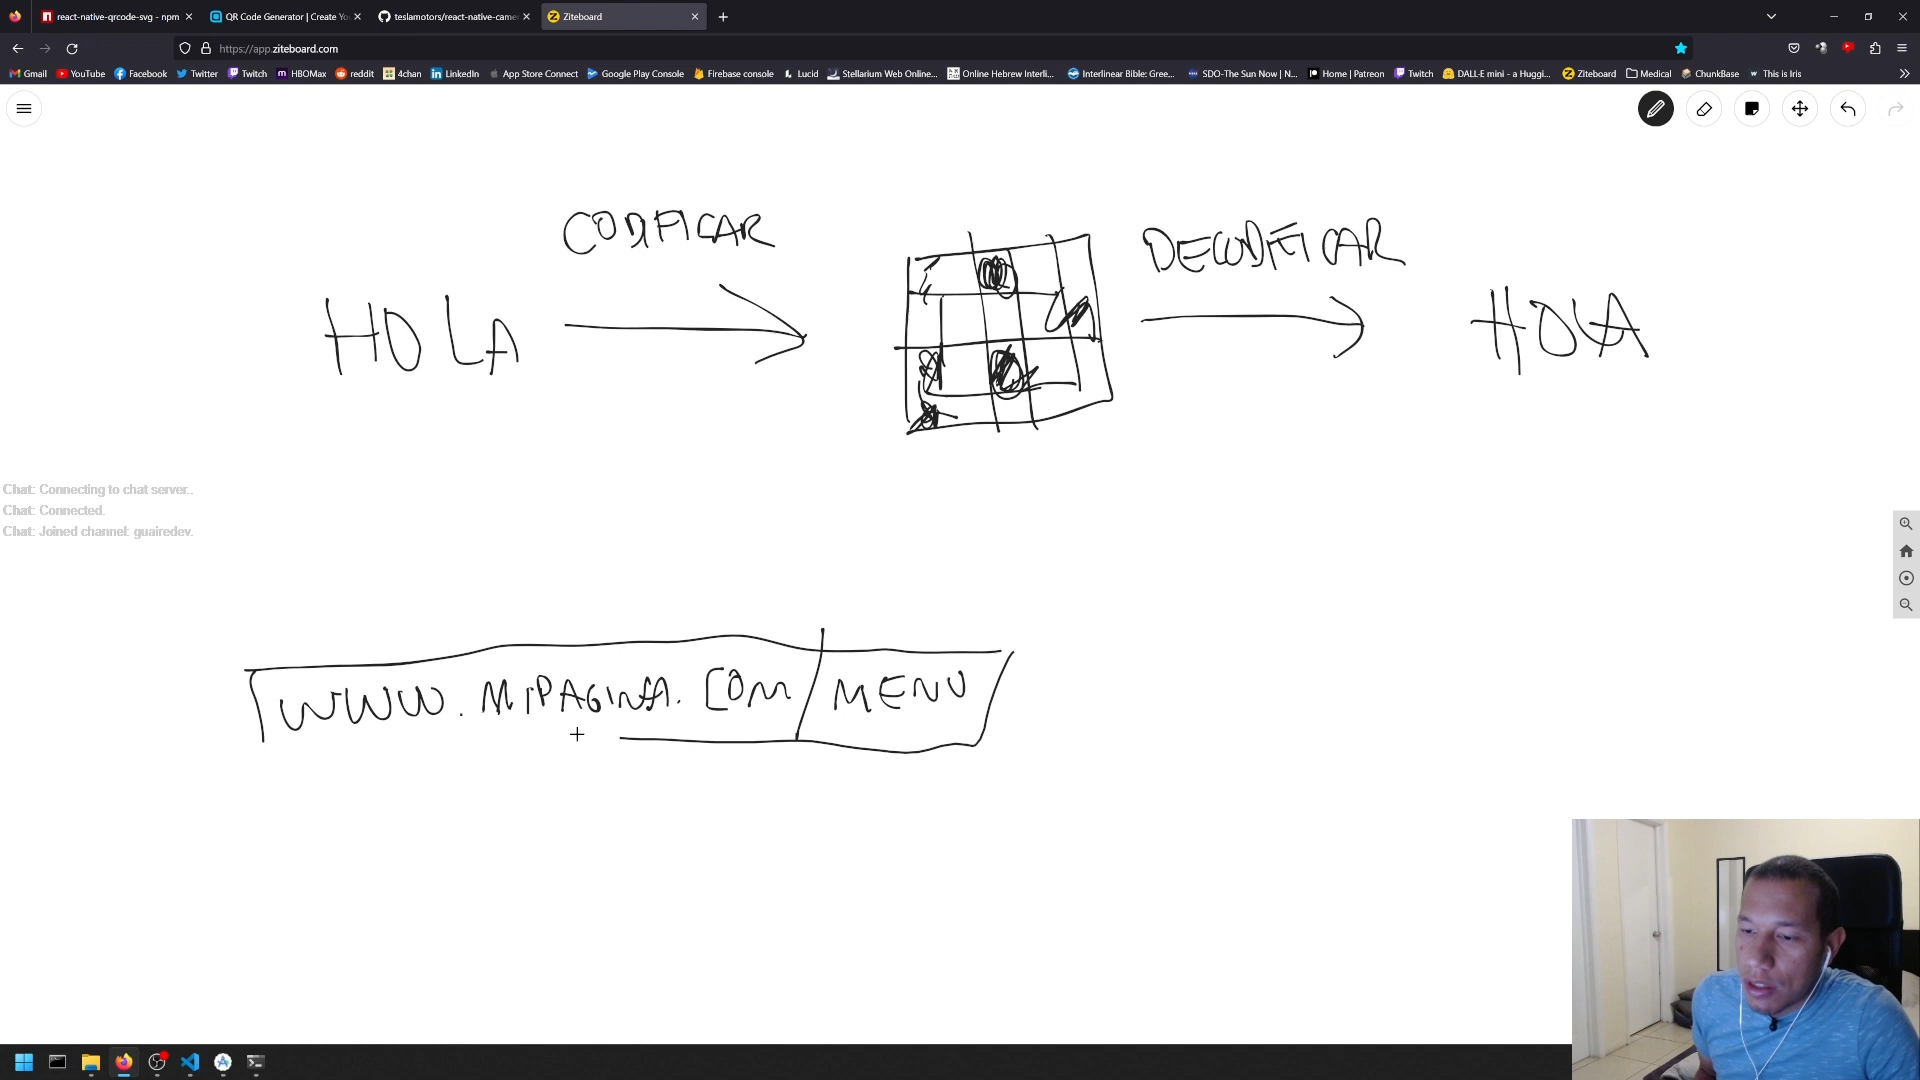 react-native-qrcode-svg - npm
QR Code Generator | Create Yo
teslamotors/react-native-came
Ziteboard
https://app.ziteboard.com
Gmail YouTube Facebook Twitter Twitch HBOMax reddit 4chan LinkedIn App Store Connect Google Play Console Firebase console Lucid Stellarium Web Online... Online Hebrew Interli... Interlinear Bible: Gree... SDO-The Sun Now | N... Home | Patreon Twitch DALL·E mini - a Huggi... Ziteboard Medical ChunkBase This is Iris
CODIFICAR
DECODIFICAR
HOLA
HOLA
Chat: Connecting to chat server..
Chat: Connected.
Chat: Joined channel: guairedev.
WWW.MIPAGINA.COM/MENU